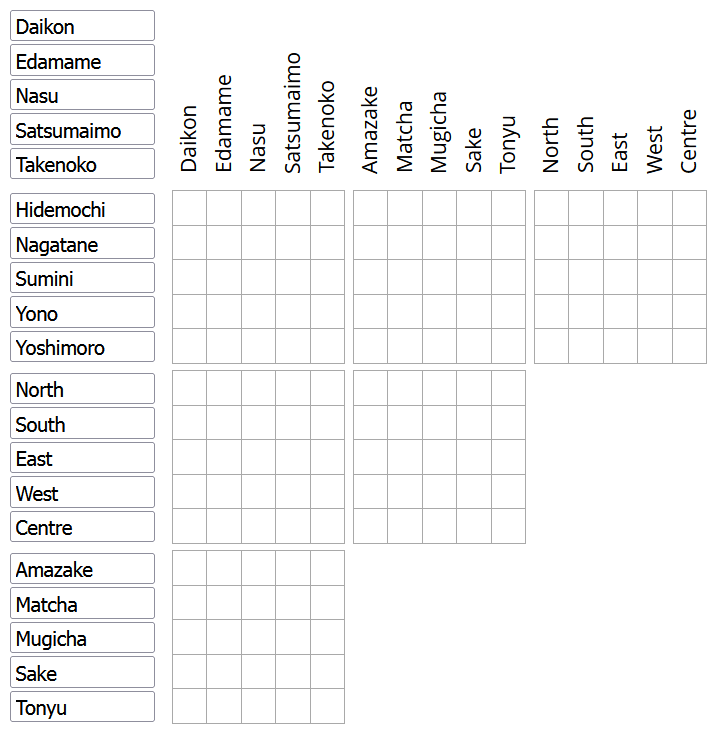 Daikon
Edamame
Nasu
Satsumaimo
Takenoko
Daikon
Edamame
Nasu
Satsumaimo
Takenoko
Amazake
Matcha
Mugicha
Sake
Tonyu
North
South
East
West
Centre
Hidemochi
Nagatane
Sumini
Yono
Yoshimoro
North
South
East
West
Centre
Amazake
Matcha
Mugicha
Sake
Tonyu